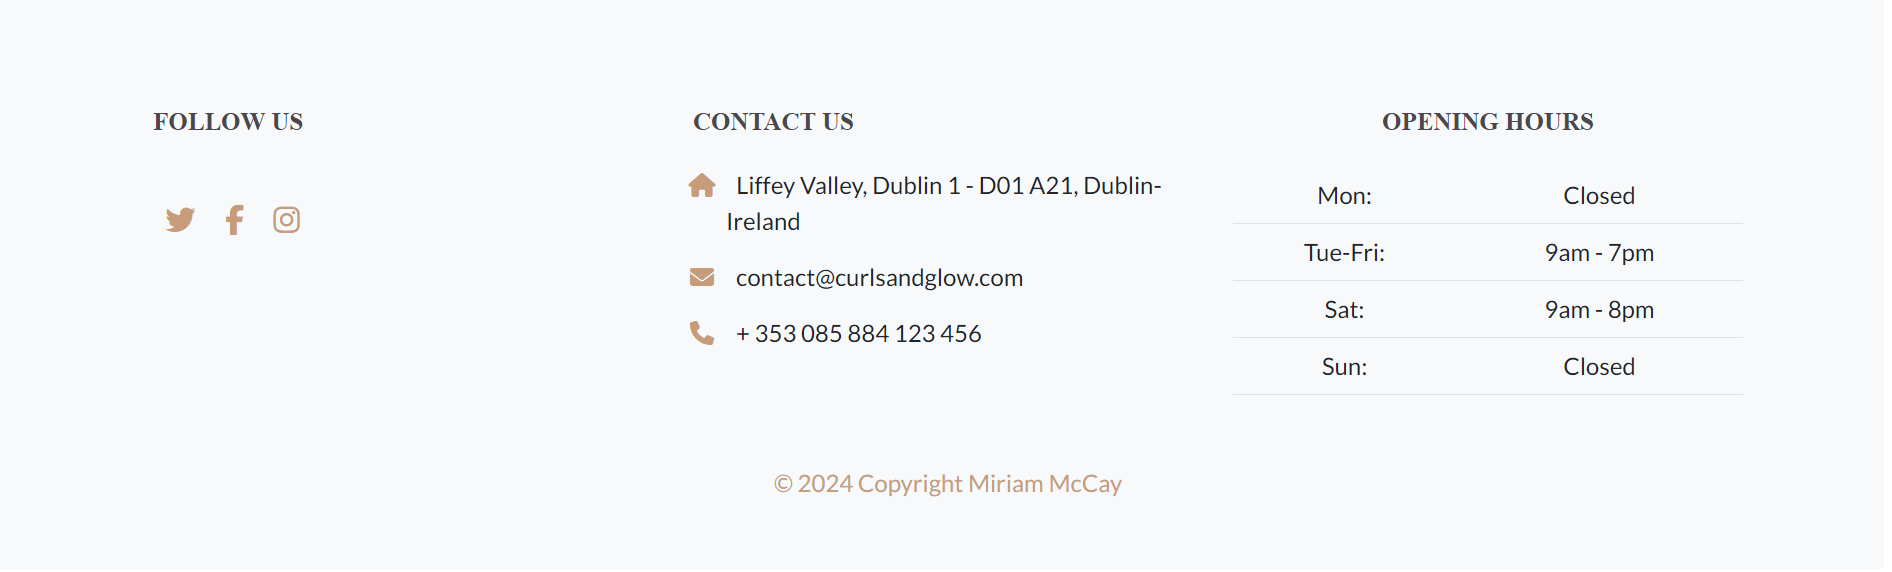 FOLLOW US
CONTACT US
Liffey Valley, Dublin 1 - D01 A21, Dublin-
Ireland
contact@curlsandglow.com
+ 353 085 884 123 456
OPENING HOURS
Mon: Closed
Tue-Fri: 9am - 7pm
Sat: 9am - 8pm
Sun: Closed
© 2024 Copyright Miriam McCay